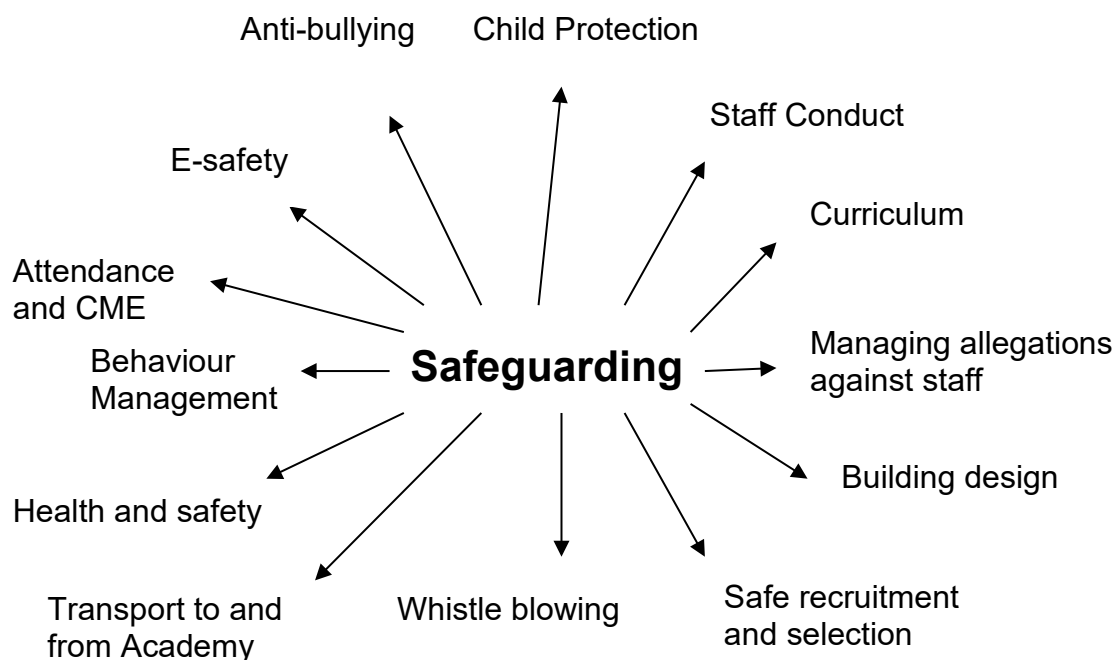 Anti-bullying
Child Protection
Staff Conduct
E-safety
Curriculum
Attendance
and CME
Managing allegations
against staff
Behaviour
Management
Safeguarding
Building design
Health and safety
Transport to and
from Academy
Whistle blowing
Safe recruitment
and selection